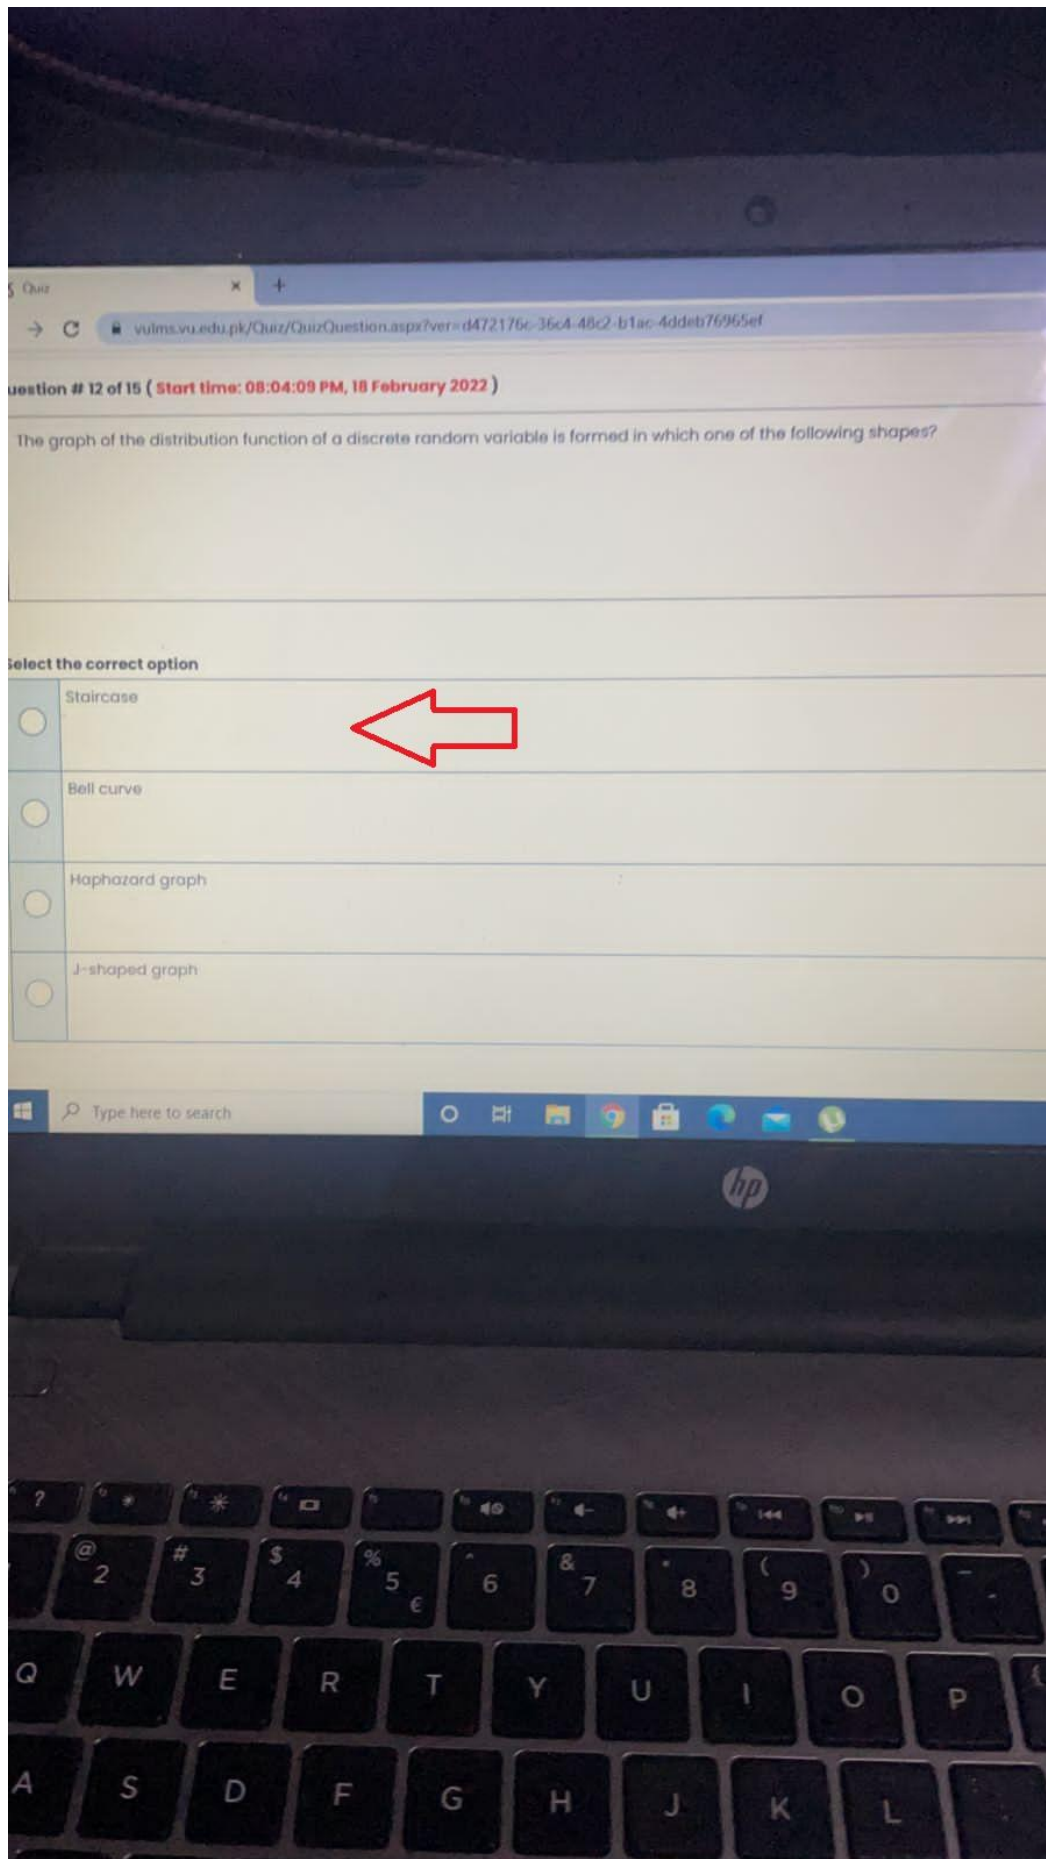 Quiz
vulms.vu.edu.pk/Quiz/QuizQuestion.aspx?ver=d472176c-36c4-48c2-b1ac-4ddeb76965ef
uestion # 12 of 15 ( Start time: 08:04:09 PM, 18 February 2022 )
The graph of the distribution function of a discrete random variable is formed in which one of the following shapes?
Select the correct option
Staircase
Bell curve
Haphazard graph
J-shaped graph
Type here to search
hp
?
@ # $ % ^ & * ( ) _
2 3 4 5 € 6 7 8 9 0 -
Q W E R T Y U I O P {
A S D F G H J K L